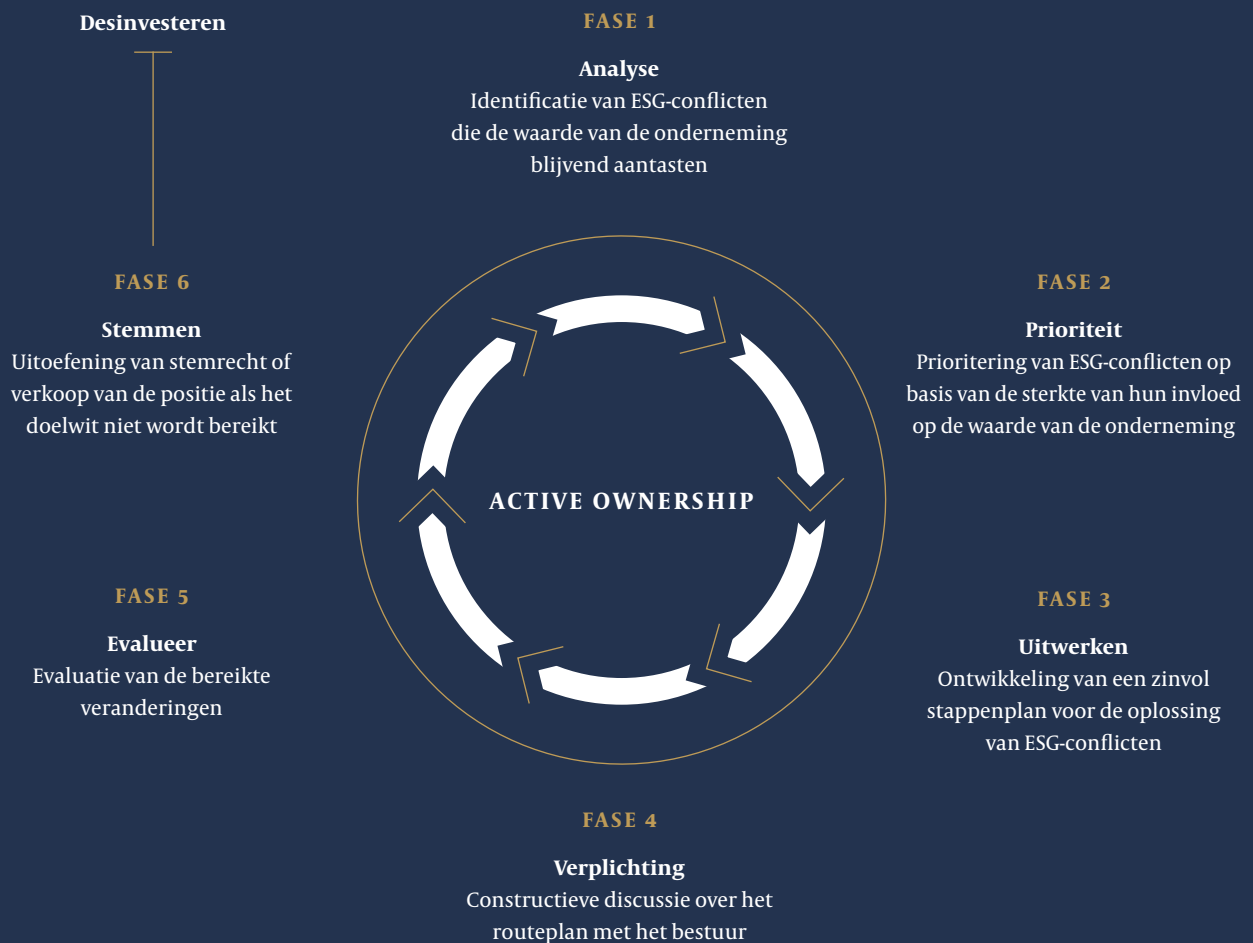 Desinvesteren
FASE 1
Analyse
Identificatie van ESG-conflicten
die de waarde van de onderneming
blijvend aantasten
FASE 2
Prioriteit
Prioritering van ESG-conflicten op
basis van de sterkte van hun invloed
op de waarde van de onderneming
FASE 3
Uitwerken
Ontwikkeling van een zinvol
stappenplan voor de oplossing
van ESG-conflicten
FASE 4
Verplichting
Constructieve discussie over het
routeplan met het bestuur
FASE 5
Evalueer
Evaluatie van de bereikte
veranderingen
FASE 6
Stemmen
Uitoefening van stemrecht of
verkoop van de positie als het
doelwit niet wordt bereikt
ACTIVE OWNERSHIP